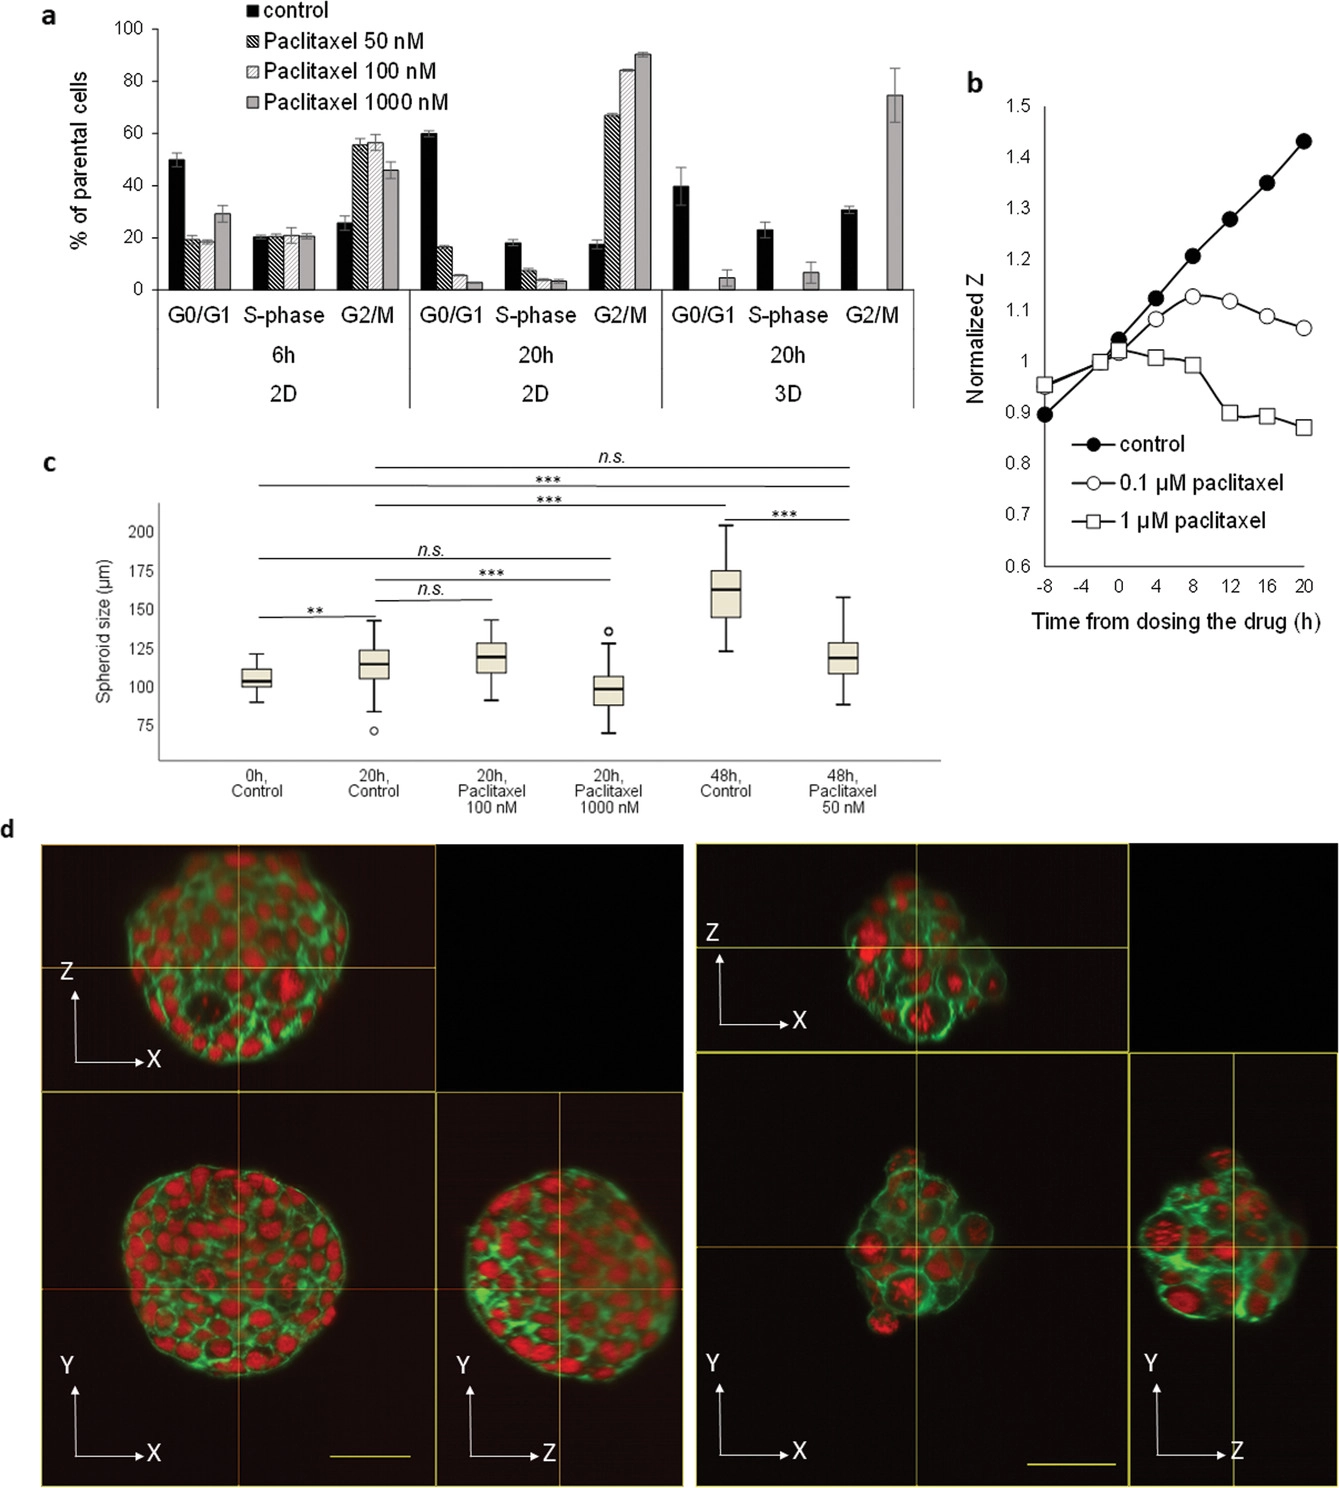 a
control
Paclitaxel 50 nM
Paclitaxel 100 nM
Paclitaxel 1000 nM
% of parental cells
100
80
60
40
20
0
G0/G1 S-phase G2/M G0/G1 S-phase G2/M G0/G1 S-phase G2/M
6h 20h 20h
2D 2D 3D
b
Normalized Z
1.5
1.4
1.3
1.2
1.1
1
0.9
0.8
0.7
0.6
control
0.1 µM paclitaxel
1 µM paclitaxel
-8 -4 0 4 8 12 16 20
Time from dosing the drug (h)
c
n.s.
***
***
***
n.s.
***
n.s.
**
Spheroid size (µm)
200
175
150
125
100
75
0h, 20h, 20h, 20h, 48h, 48h,
Control Control Paclitaxel Paclitaxel Control Paclitaxel
100 nM 1000 nM 50 nM
d
Z
X
Y
X
Y
Z
Z
X
Y
X
Y
Z